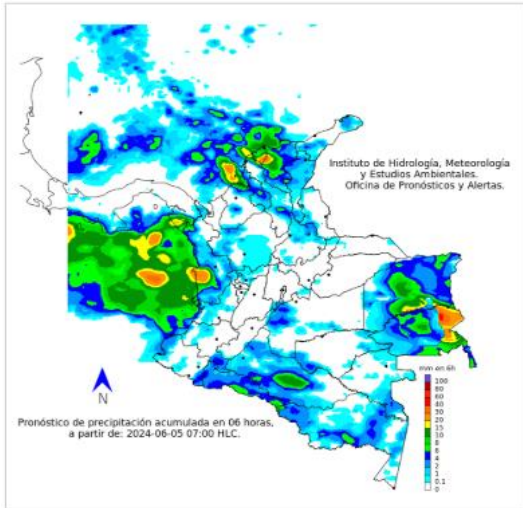 Instituto de Hidrología, Meteorología
y Estudios Ambientales.
Oficina de Pronósticos y Alertas.
N
Pronóstico de precipitación acumulada en 06 horas,
a partir de: 2024-06-05 07:00 HLC.
mm en 6h
100
80
60
40
30
20
15
10
8
6
4
2
1
0.1
0